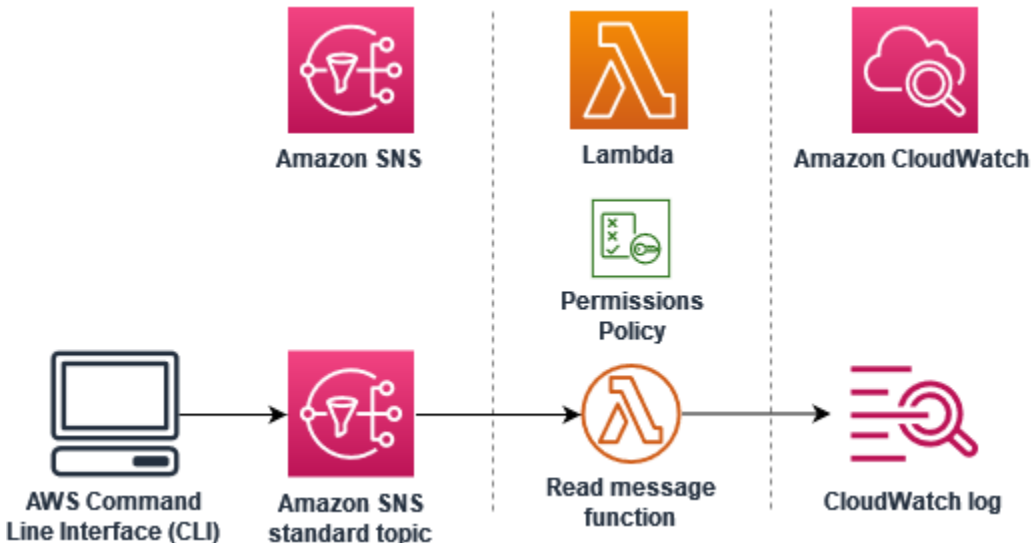 Amazon SNS
Lambda
Amazon CloudWatch
Permissions
Policy
AWS Command
Line Interface (CLI)
Amazon SNS
standard topic
Read message
function
CloudWatch log